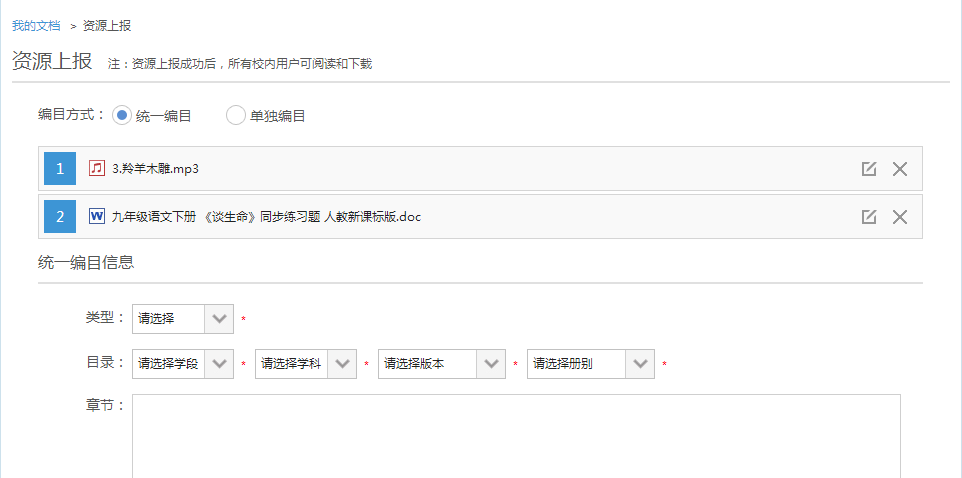 我的文档 > 资源上报
资源上报 注：资源上报成功后，所有校内用户可阅读和下载
编目方式： 统一编目 单独编目
1 3.羚羊木雕.mp3
2 九年级语文下册 《谈生命》同步练习题 人教新课标版.doc
统一编目信息
类型： 请选择 *
目录： 请选择学段 * 请选择学科 * 请选择版本 * 请选择册别 *
章节：